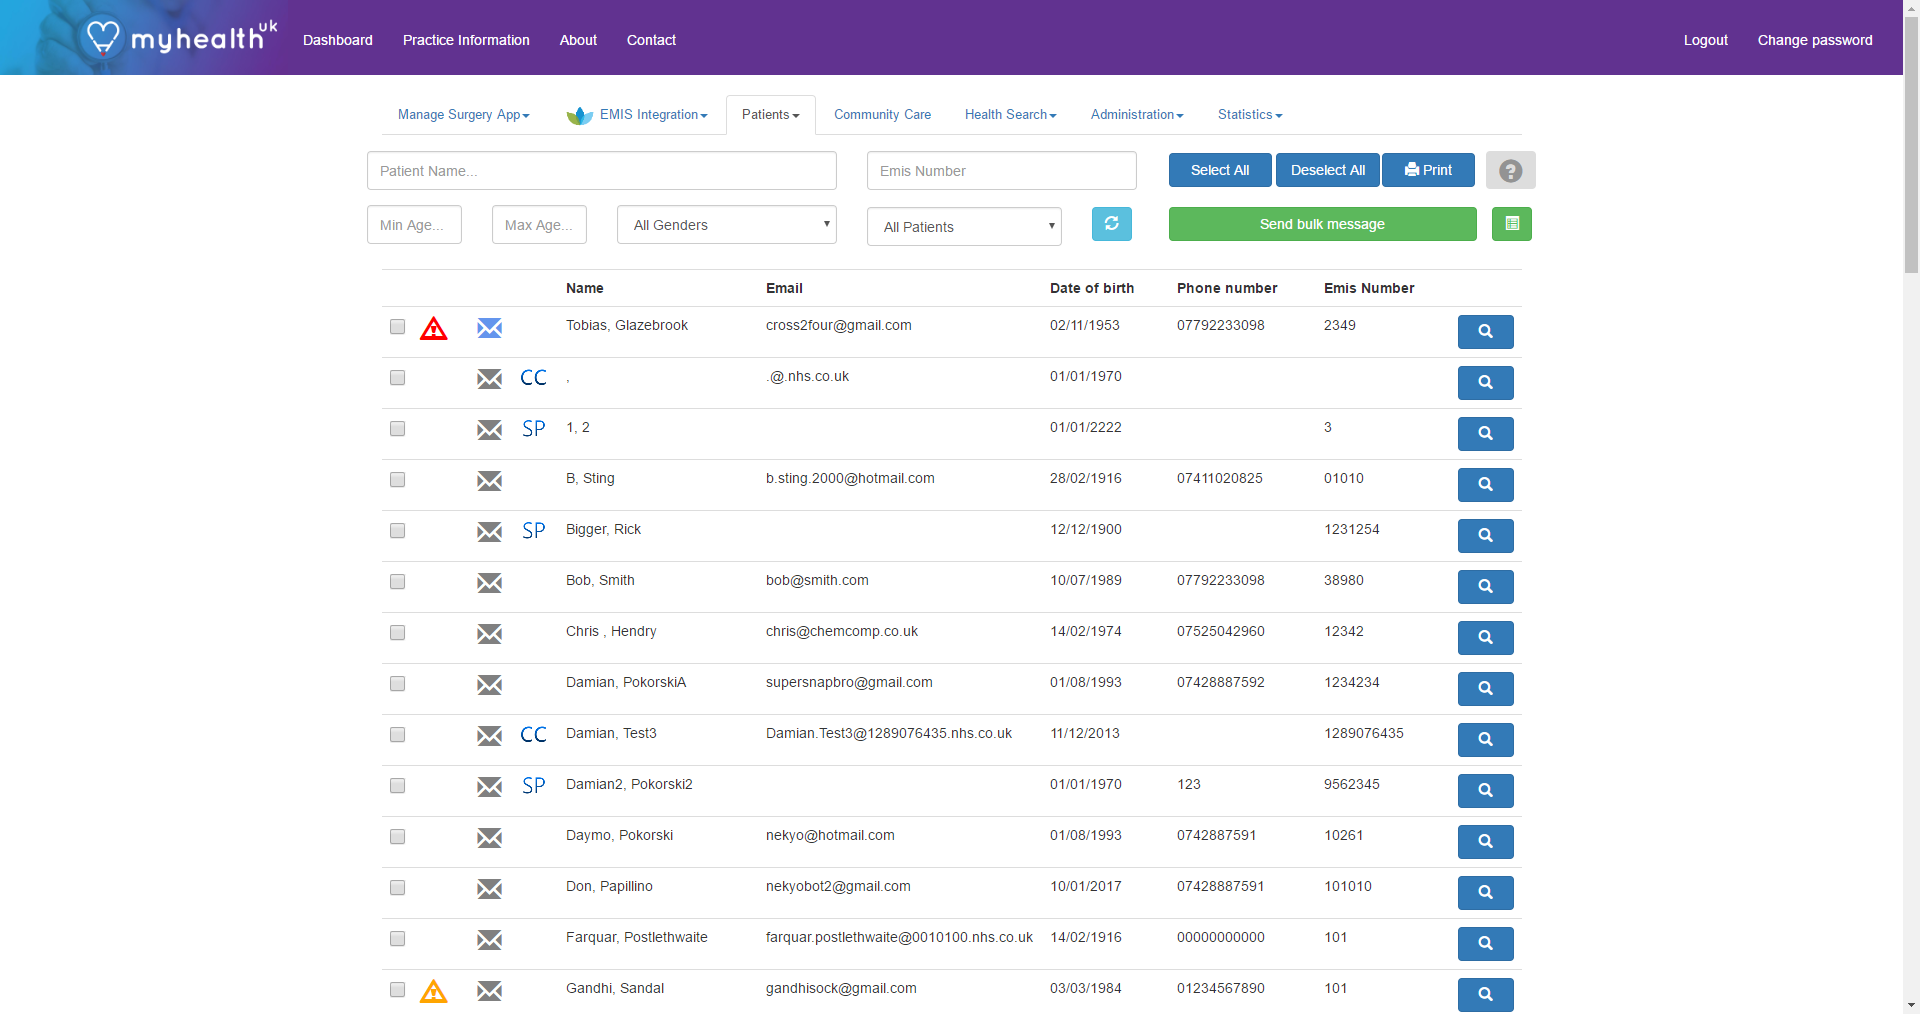 myhealth uk Dashboard Practice Information About Contact Logout Change password
Manage Surgery App EMIS Integration Patients Community Care Health Search Administration Statistics
Patient Name... Emis Number Select All Deselect All Print ?
Min Age... Max Age... All Genders All Patients Send bulk message
Name Email Date of birth Phone number Emis Number
Tobias, Glazebrook cross2four@gmail.com 02/11/1953 07792233098 2349
CC , .@.nhs.co.uk 01/01/1970
SP 1, 2 01/01/2222 3
B, Sting b.sting.2000@hotmail.com 28/02/1916 07411020825 01010
SP Bigger, Rick 12/12/1900 1231254
Bob, Smith bob@smith.com 10/07/1989 07792233098 38980
Chris , Hendry chris@chemcomp.co.uk 14/02/1974 07525042960 12342
Damian, PokorskiA supersnapbro@gmail.com 01/08/1993 07428887592 1234234
CC Damian, Test3 Damian.Test3@1289076435.nhs.co.uk 11/12/2013 1289076435
SP Damian2, Pokorski2 01/01/1970 123 9562345
Daymo, Pokorski nekyo@hotmail.com 01/08/1993 0742887591 10261
Don, Papillino nekyobot2@gmail.com 10/01/2017 07428887591 101010
Farquar, Postlethwaite farquar.postlethwaite@0010100.nhs.co.uk 14/02/1916 00000000000 101
Gandhi, Sandal gandhisock@gmail.com 03/03/1984 01234567890 101